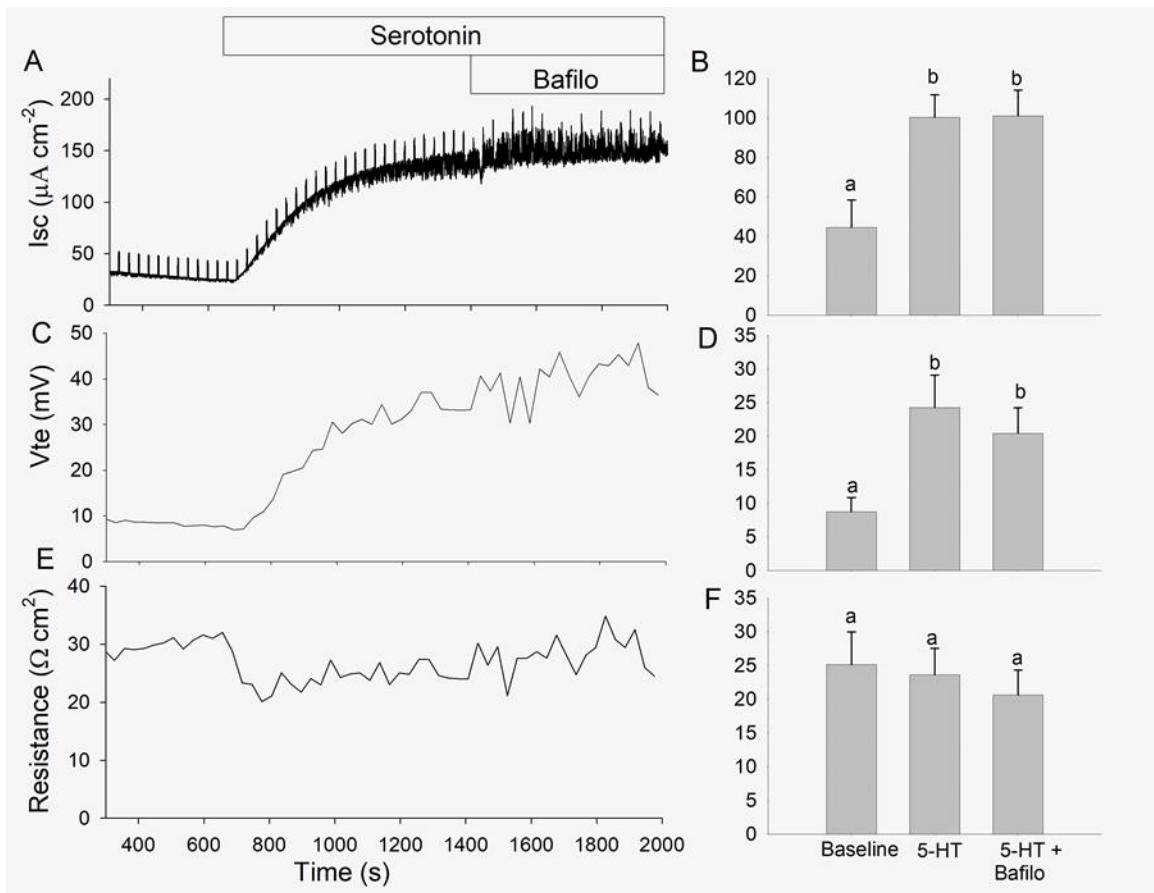 Serotonin
Bafilo
A
200
150
100
50
0
Isc (μA cm-2)
B
120
100
80
60
40
20
0
a
b
b
C
50
40
30
20
10
0
Vte (mV)
D
35
30
25
20
15
10
5
0
a
b
b
E
40
30
20
10
0
Resistance (Ω cm2)
400 600 800 1000 1200 1400 1600 1800 2000
Time (s)
F
35
30
25
20
15
10
5
0
a
a
a
Baseline 5-HT 5-HT +
Bafilo